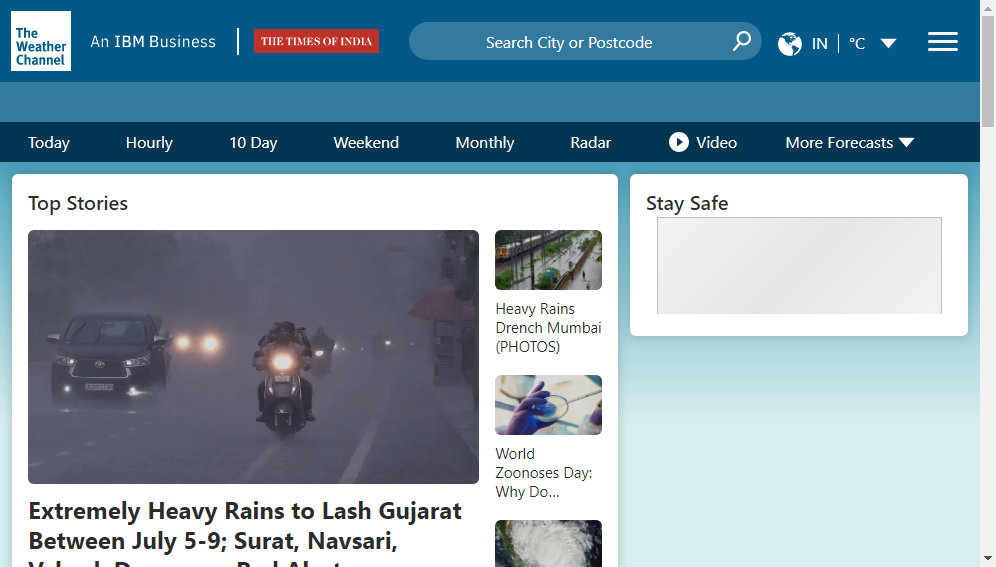 The
Weather
Channel
An IBM Business
THE TIMES OF INDIA
Search City or Postcode
IN
°C
Today
Hourly
10 Day
Weekend
Monthly
Radar
Video
More Forecasts
Top Stories
Extremely Heavy Rains to Lash Gujarat
Between July 5-9; Surat, Navsari,
Heavy Rains
Drench Mumbai
(PHOTOS)
World
Zoonoses Day:
Why Do...
Stay Safe